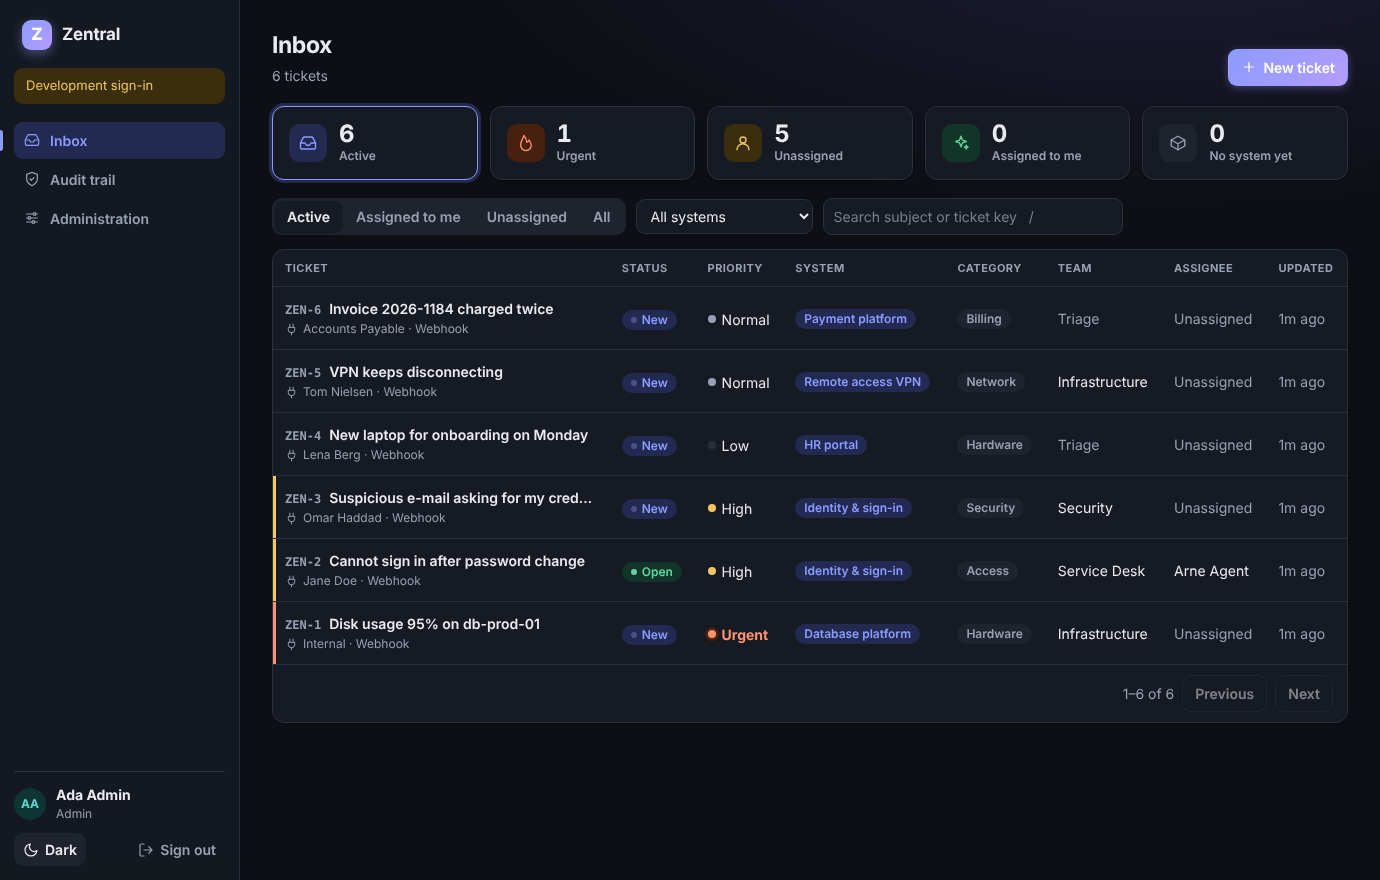 Z Zentral
Development sign-in
Inbox
Audit trail
Administration
Ada Admin
AA
Admin
Dark
Sign out
Inbox
6 tickets
+ New ticket
6
Active
1
Urgent
5
Unassigned
0
Assigned to me
0
No system yet
Active Assigned to me Unassigned All
All systems
Search subject or ticket key /
TICKET STATUS PRIORITY SYSTEM CATEGORY TEAM ASSIGNEE UPDATED
ZEN-6 Invoice 2026-1184 charged twice
Accounts Payable · Webhook
New Normal Payment platform Billing Triage Unassigned 1m ago
ZEN-5 VPN keeps disconnecting
Tom Nielsen · Webhook
New Normal Remote access VPN Network Infrastructure Unassigned 1m ago
ZEN-4 New laptop for onboarding on Monday
Lena Berg · Webhook
New Low HR portal Hardware Triage Unassigned 1m ago
ZEN-3 Suspicious e-mail asking for my cred...
Omar Haddad · Webhook
New High Identity & sign-in Security Security Unassigned 1m ago
ZEN-2 Cannot sign in after password change
Jane Doe · Webhook
Open High Identity & sign-in Access Service Desk Arne Agent 1m ago
ZEN-1 Disk usage 95% on db-prod-01
Internal · Webhook
New Urgent Database platform Hardware Infrastructure Unassigned 1m ago
1–6 of 6 Previous Next